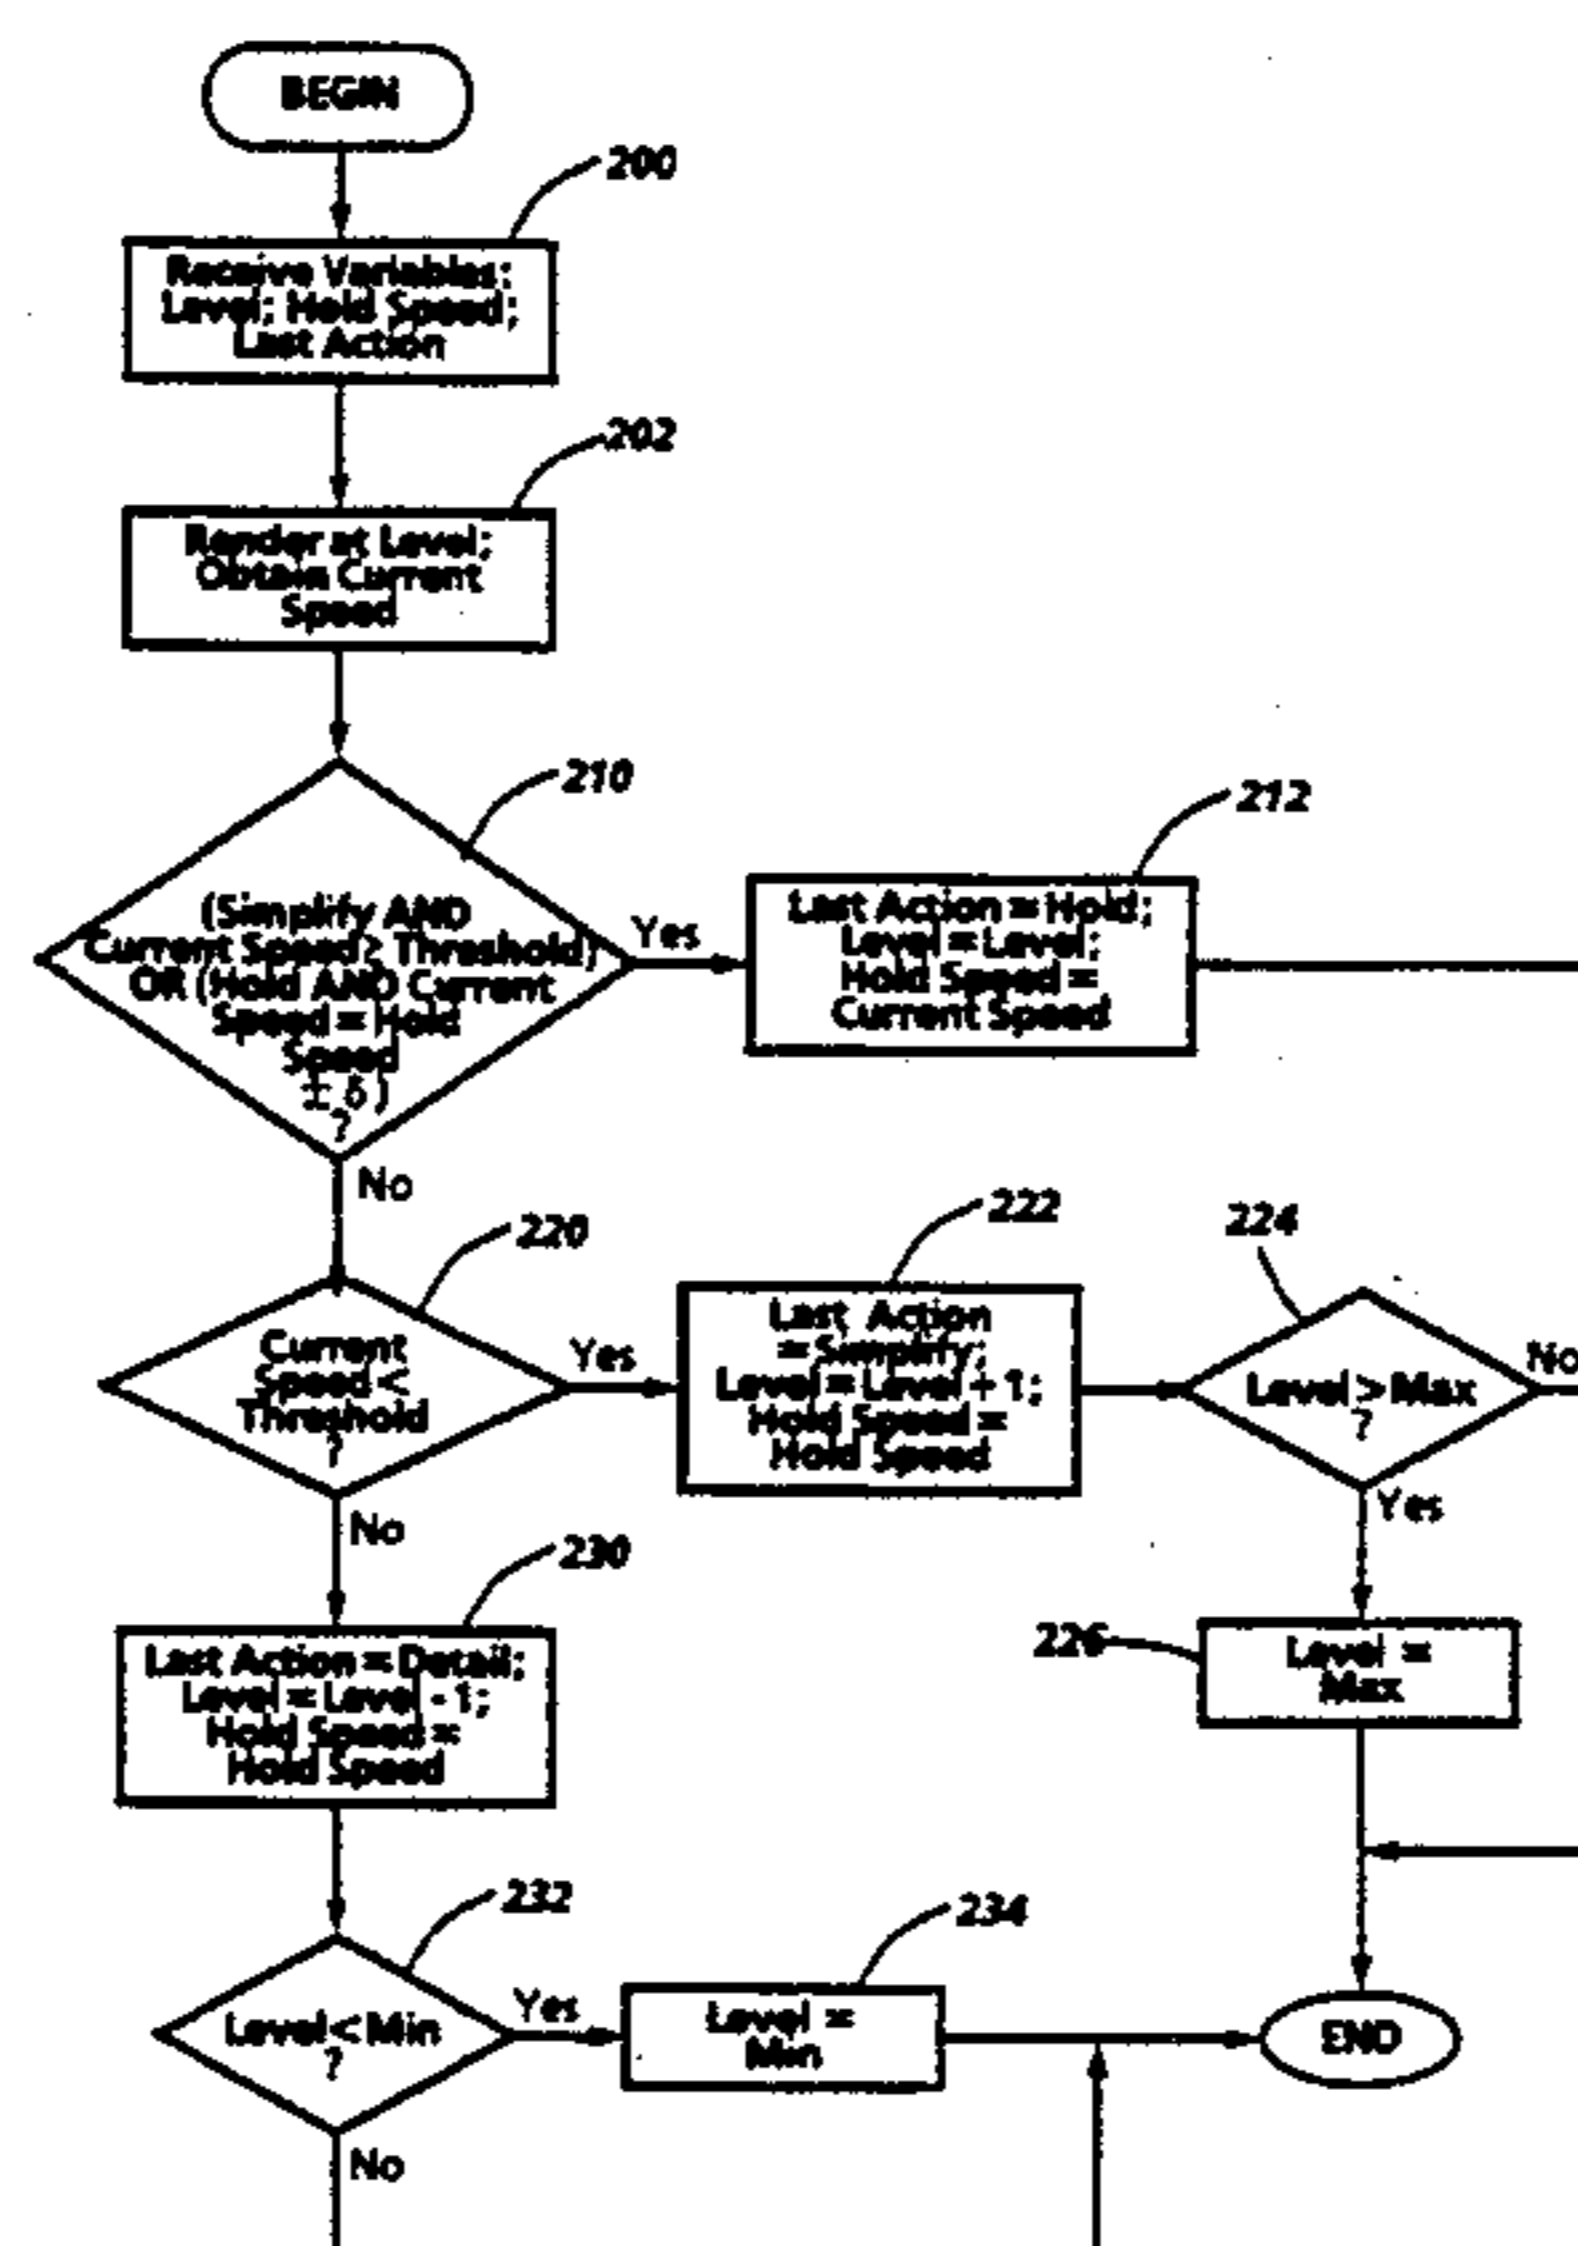 BEGIN
200
Receive Variables:
Level; Hold Speed;
Last Action
202
Render at Level;
Obtain Current
Speed
210
(Simplify AND
Current Speed ≥ Threshold)
OR (Hold AND Current
Speed = Hold
Speed
± δ)
?
Yes
212
Last Action = Hold;
Level = Level;
Hold Speed =
Current Speed
No
220
Current
Speed <
Threshold
?
Yes
222
Last Action
= Simplify;
Level = Level + 1;
Hold Speed =
Hold Speed
224
Level > Max
?
No
Yes
226
Level =
Max
No
230
Last Action = Detail;
Level = Level - 1;
Hold Speed =
Hold Speed
232
Level < Min
?
Yes
234
Level =
Min
END
No